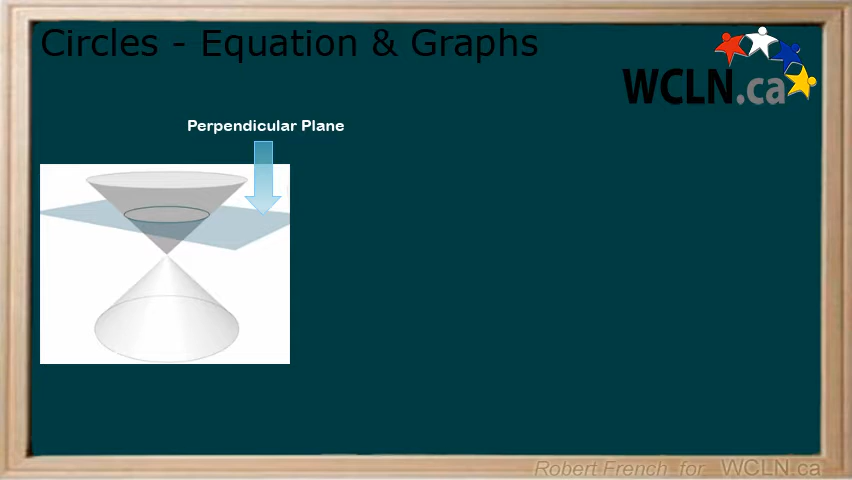 Circles - Equation & Graphs
WCLN.ca
Perpendicular Plane
Robert French for WCLN.ca